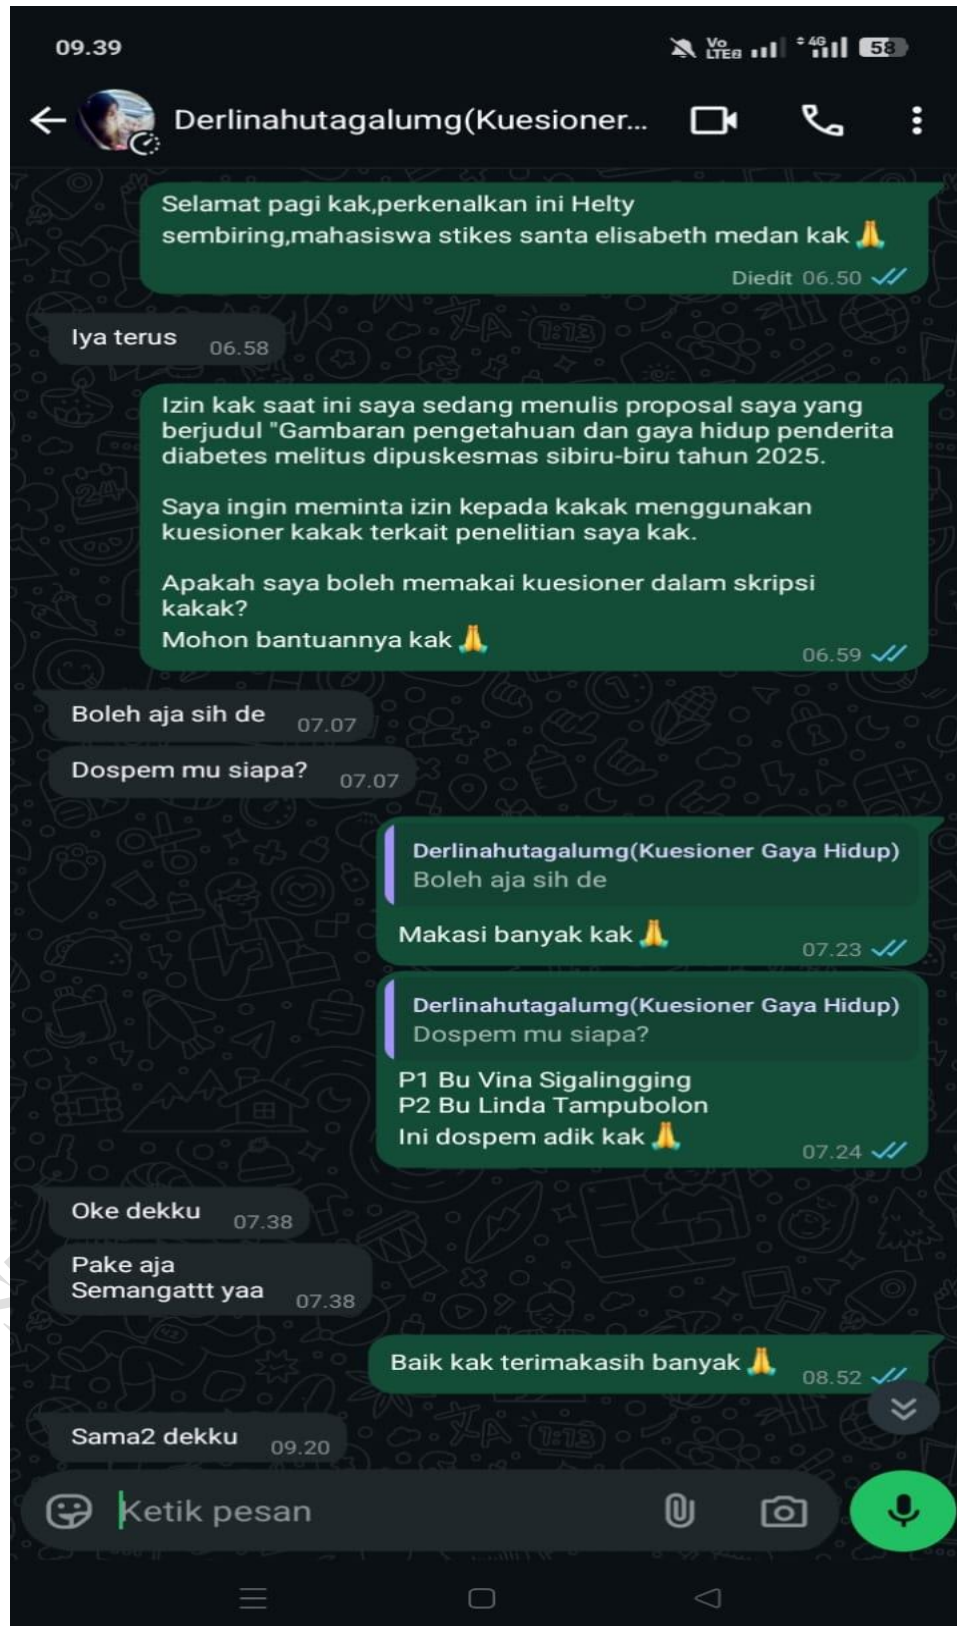 09.39
Vo LTE2 4G 58
Derlinahutagalumg(Kuesioner...
Selamat pagi kak,perkenalkan ini Helty
sembiring,mahasiswa stikes santa elisabeth medan kak 🙏
Diedit 06.50
Iya terus 06.58
Izin kak saat ini saya sedang menulis proposal saya yang
berjudul "Gambaran pengetahuan dan gaya hidup penderita
diabetes melitus dipuskesmas sibiru-biru tahun 2025.
Saya ingin meminta izin kepada kakak menggunakan
kuesioner kakak terkait penelitian saya kak.
Apakah saya boleh memakai kuesioner dalam skripsi
kakak?
Mohon bantuannya kak 🙏
06.59
Boleh aja sih de 07.07
Dospem mu siapa? 07.07
Derlinahutagalumg(Kuesioner Gaya Hidup)
Boleh aja sih de
Makasi banyak kak 🙏
07.23
Derlinahutagalumg(Kuesioner Gaya Hidup)
Dospem mu siapa?
P1 Bu Vina Sigalingging
P2 Bu Linda Tampubolon
Ini dospem adik kak 🙏
07.24
Oke dekku 07.38
Pake aja
Semangattt yaa 07.38
Baik kak terimakasih banyak 🙏 08.52
Sama2 dekku 09.20
Ketik pesan